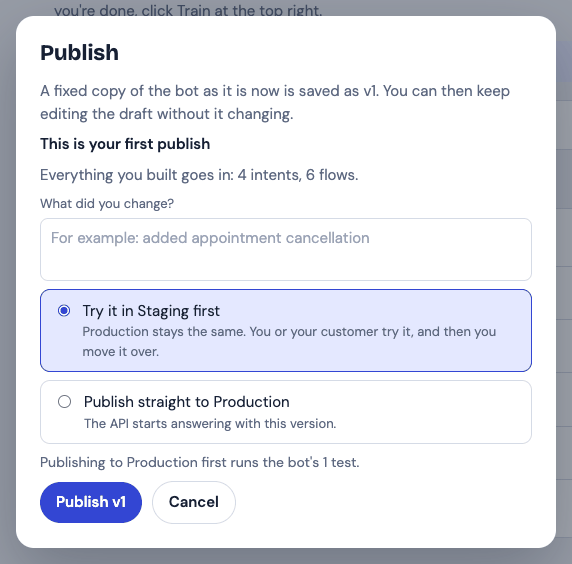 you're done, click Train at the top right.
Publish
A fixed copy of the bot as it is now is saved as v1. You can then keep
editing the draft without it changing.
This is your first publish
Everything you built goes in: 4 intents, 6 flows.
What did you change?
For example: added appointment cancellation
Try it in Staging first
Production stays the same. You or your customer try it, and then you
move it over.
Publish straight to Production
The API starts answering with this version.
Publishing to Production first runs the bot's 1 test.
Publish v1
Cancel